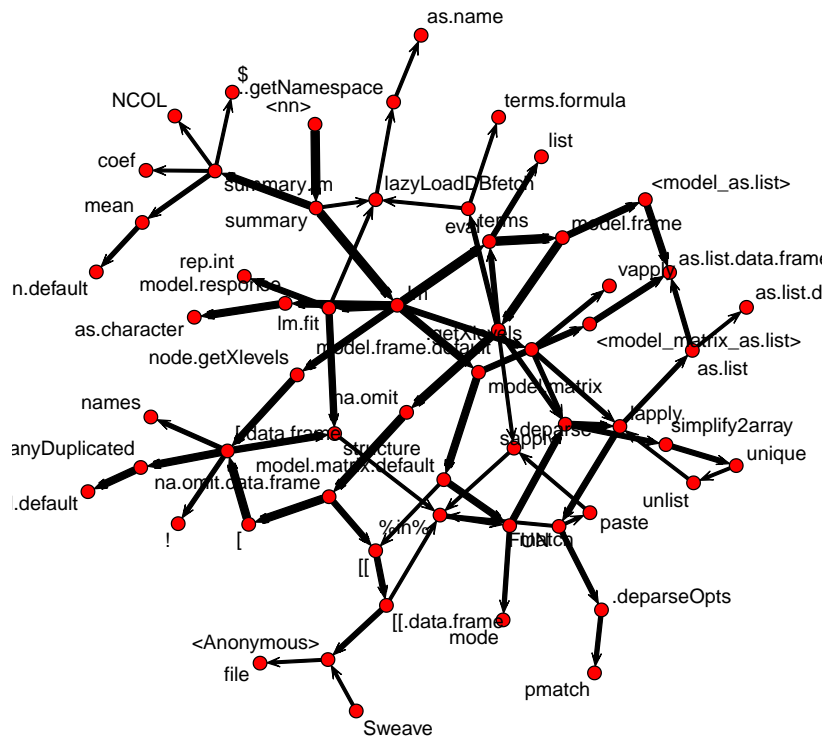 as.name
$
..getNamespace
NCOL
<nn>
terms.formula
list
coef
summary.lm
lazyLoadDBfetch
<model_as.list>
mean
summary
eval
terms
model.frame
rep.int
n.default
model.response
vapply
as.list.data.frame
lm
as.list.d
as.character
lm.fit
.getXlevels
<model_matrix_as.list>
node.getXlevels
model.frame.default
as.list
model.matrix
names
na.omit
[.data.frame
deparse
lapply
simplify2array
anyDuplicated
structure
sapply
model.matrix.default
unique
l.default
na.omit.data.frame
unlist
!
[
%in%
FUN
match
paste
[[
.deparseOpts
[[.data.frame
mode
<Anonymous>
file
pmatch
Sweave